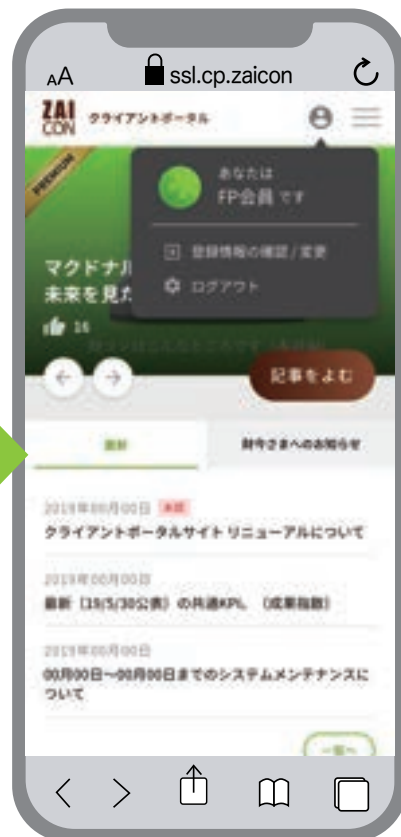 AA ssl.cp.zaicon
ZAI
CON クライアントポータル
あなたは
FP会員 です
登録情報の確認 / 変更
ログアウト
PREMIUM
マクドナル
未来を見た
16
記事をよむ
最新 財今さまへのお知らせ
2019年00月00日 未読
クライアントポータルサイト リニューアルについて
2019年00月00日
最新（19/5/30公表）の共通KPI、（成果指数）
2019年00月00日
00月00日〜00月00日までのシステムメンテナンスに
ついて
一覧へ